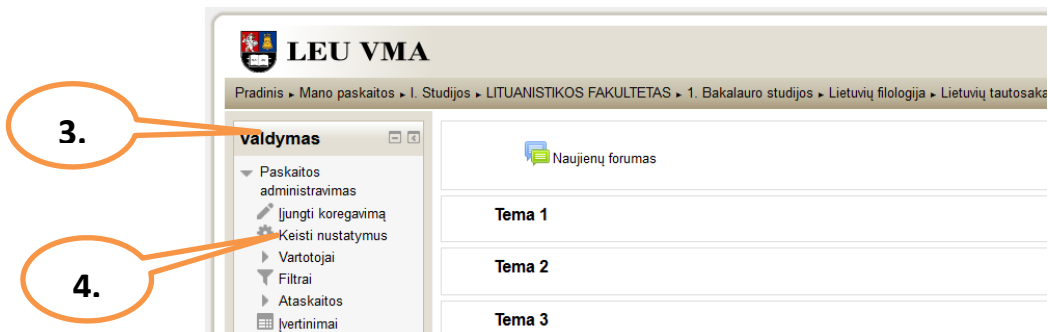 LEU VMA
Pradinis ▸ Mano paskaitos ▸ I. Studijos ▸ LITUANISTIKOS FAKULTETAS ▸ 1. Bakalauro studijos ▸ Lietuvių filologija ▸ Lietuvių tautosaka
3.
Valdymas
Naujienų forumas
Paskaitos
administravimas
Įjungti koregavimą
Keisti nustatymus
Vartotojai
Filtrai
Ataskaitos
Įvertinimai
4.
Tema 1
Tema 2
Tema 3